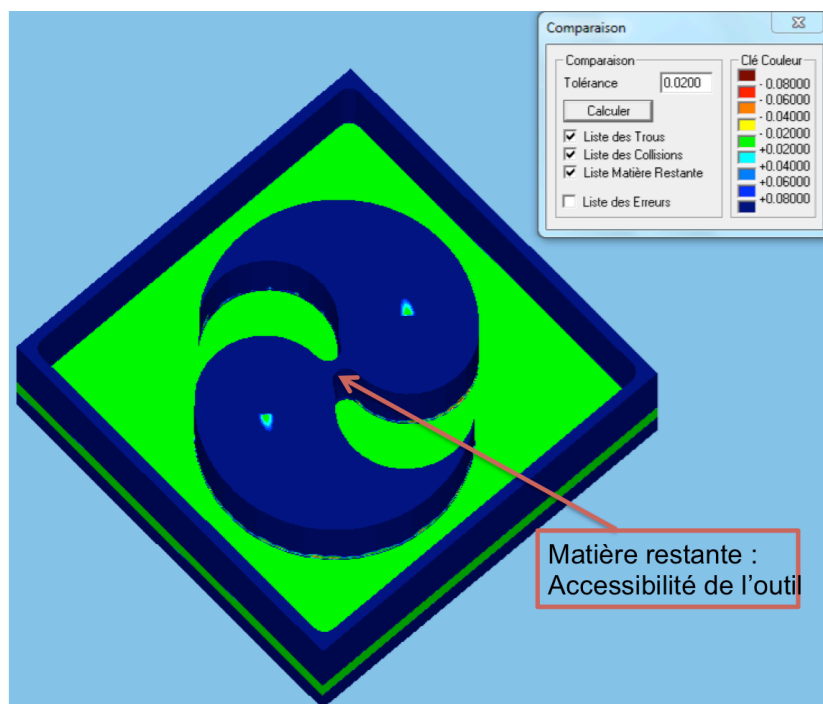 Comparaison
Comparaison
Tolérance 0.0200
Calculer
Liste des Trous
Liste des Collisions
Liste Matière Restante
Liste des Erreurs
Clé Couleur
- 0.08000
- 0.06000
- 0.04000
- 0.02000
+0.02000
+0.04000
+0.06000
+0.08000
Matière restante :
Accessibilité de l'outil